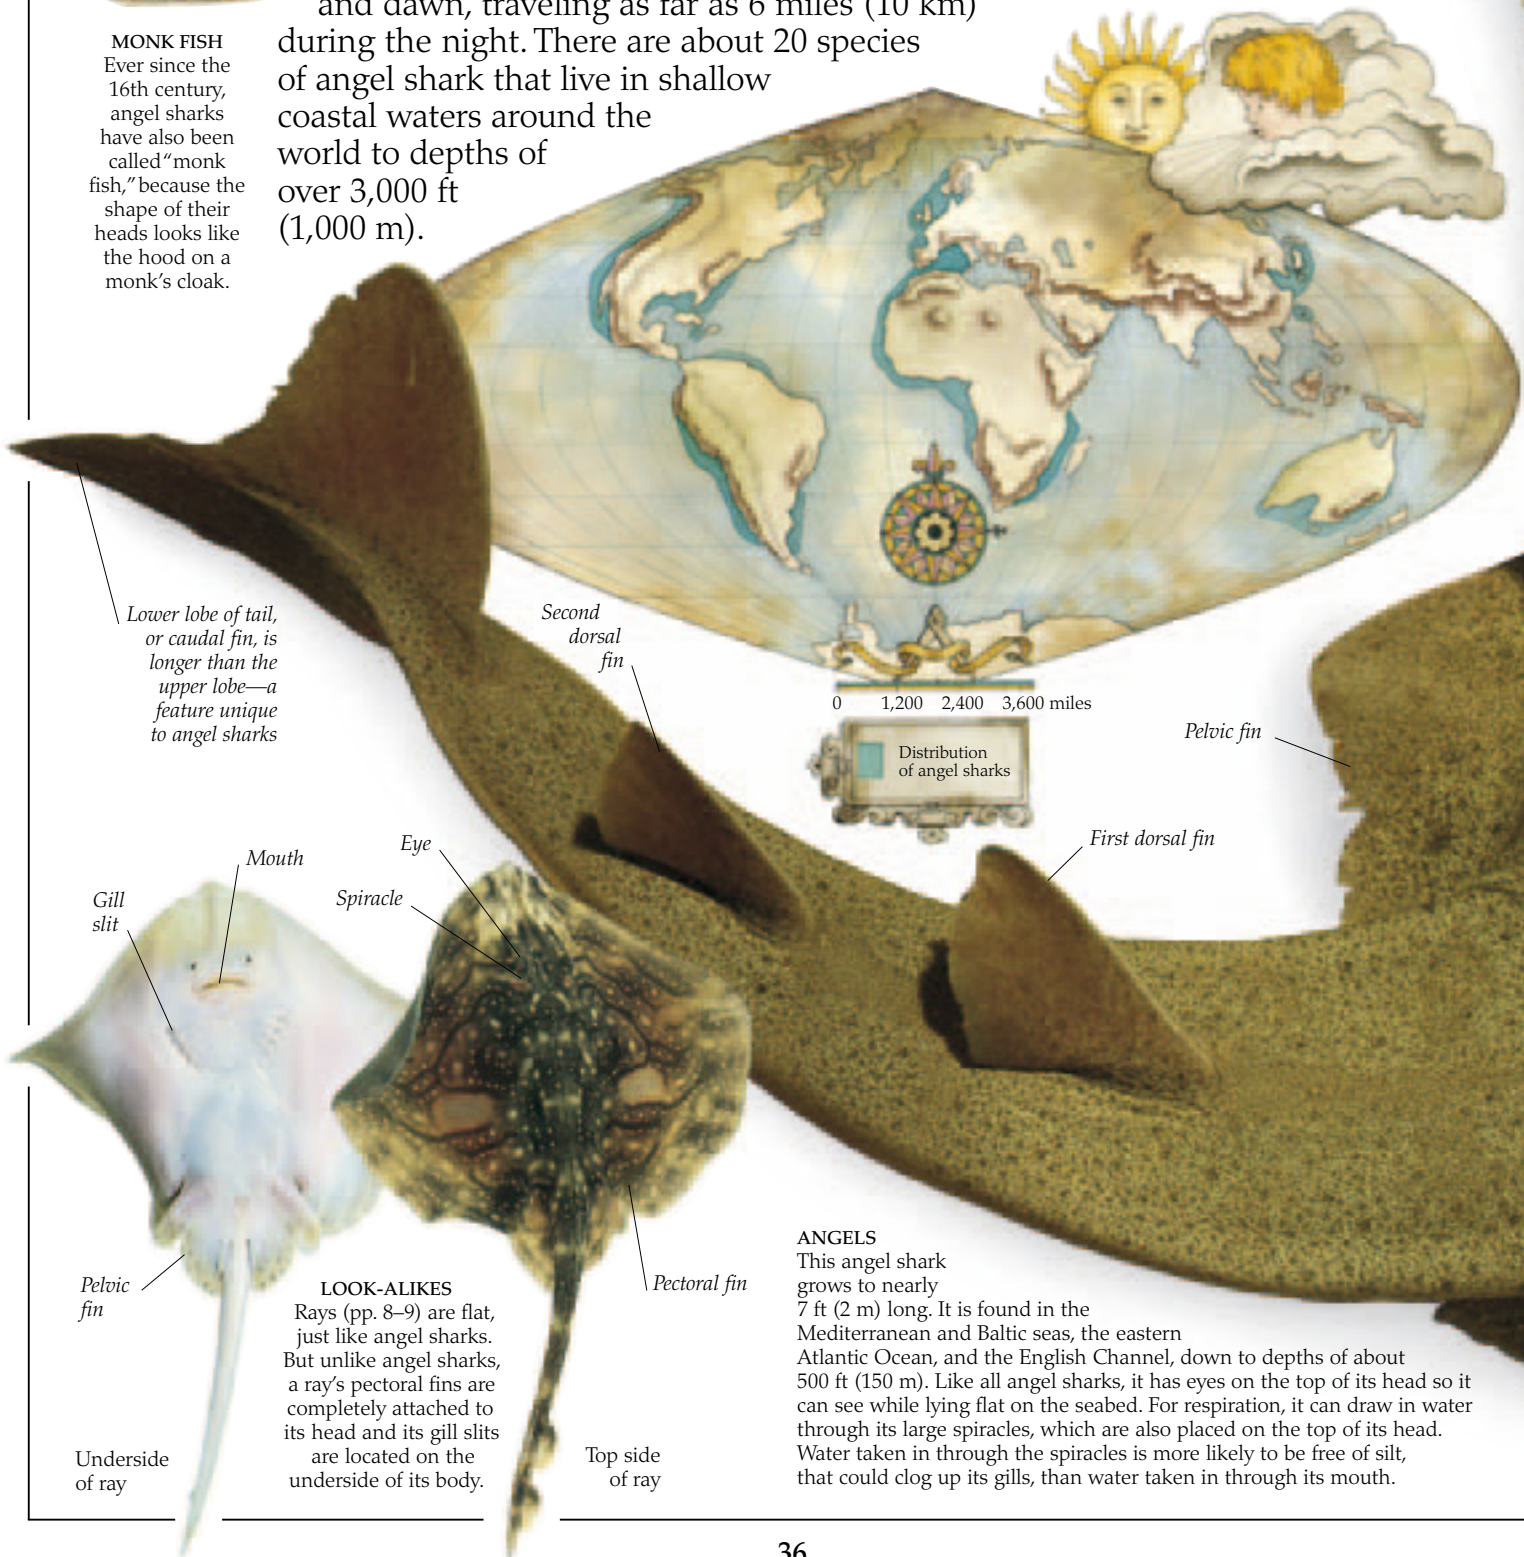 and dawn, traveling as far as 6 miles (10 km)
during the night. There are about 20 species
of angel shark that live in shallow
coastal waters around the
world to depths of
over 3,000 ft
(1,000 m).
MONK FISH
Ever since the
16th century,
angel sharks
have also been
called “monk
fish,” because the
shape of their
heads looks like
the hood on a
monk’s cloak.
Lower lobe of tail,
or caudal fin, is
longer than the
upper lobe—a
feature unique
to angel sharks
Second
dorsal
fin
0 1,200 2,400 3,600 miles
Distribution
of angel sharks
Pelvic fin
First dorsal fin
Eye
Mouth
Spiracle
Gill
slit
Pelvic
fin
Pectoral fin
LOOK-ALIKES
Rays (pp. 8–9) are flat,
just like angel sharks.
But unlike angel sharks,
a ray’s pectoral fins are
completely attached to
its head and its gill slits
are located on the
underside of its body.
Underside
of ray
Top side
of ray
ANGELS
This angel shark
grows to nearly
7 ft (2 m) long. It is found in the
Mediterranean and Baltic seas, the eastern
Atlantic Ocean, and the English Channel, down to depths of about
500 ft (150 m). Like all angel sharks, it has eyes on the top of its head so it
can see while lying flat on the seabed. For respiration, it can draw in water
through its large spiracles, which are also placed on the top of its head.
Water taken in through the spiracles is more likely to be free of silt,
that could clog up its gills, than water taken in through its mouth.
36